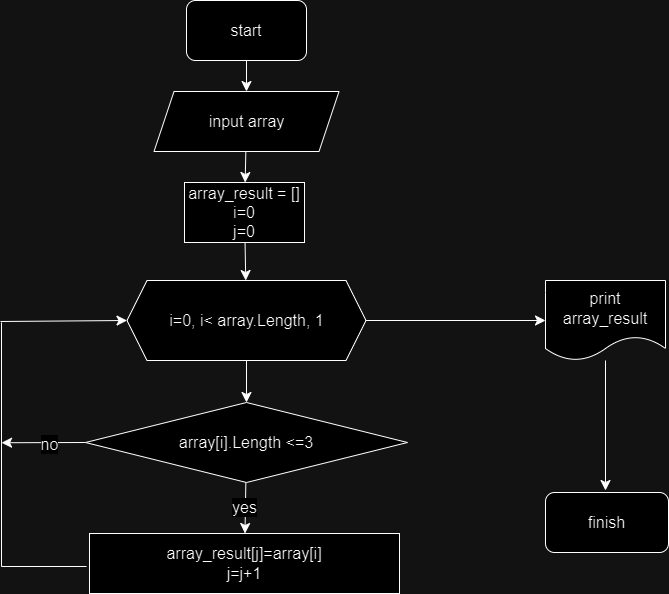 start
input array
array_result = []
i=0
j=0
i=0, i< array.Length, 1
print
array_result
array[i].Length <=3
no
yes
finish
array_result[j]=array[i]
j=j+1